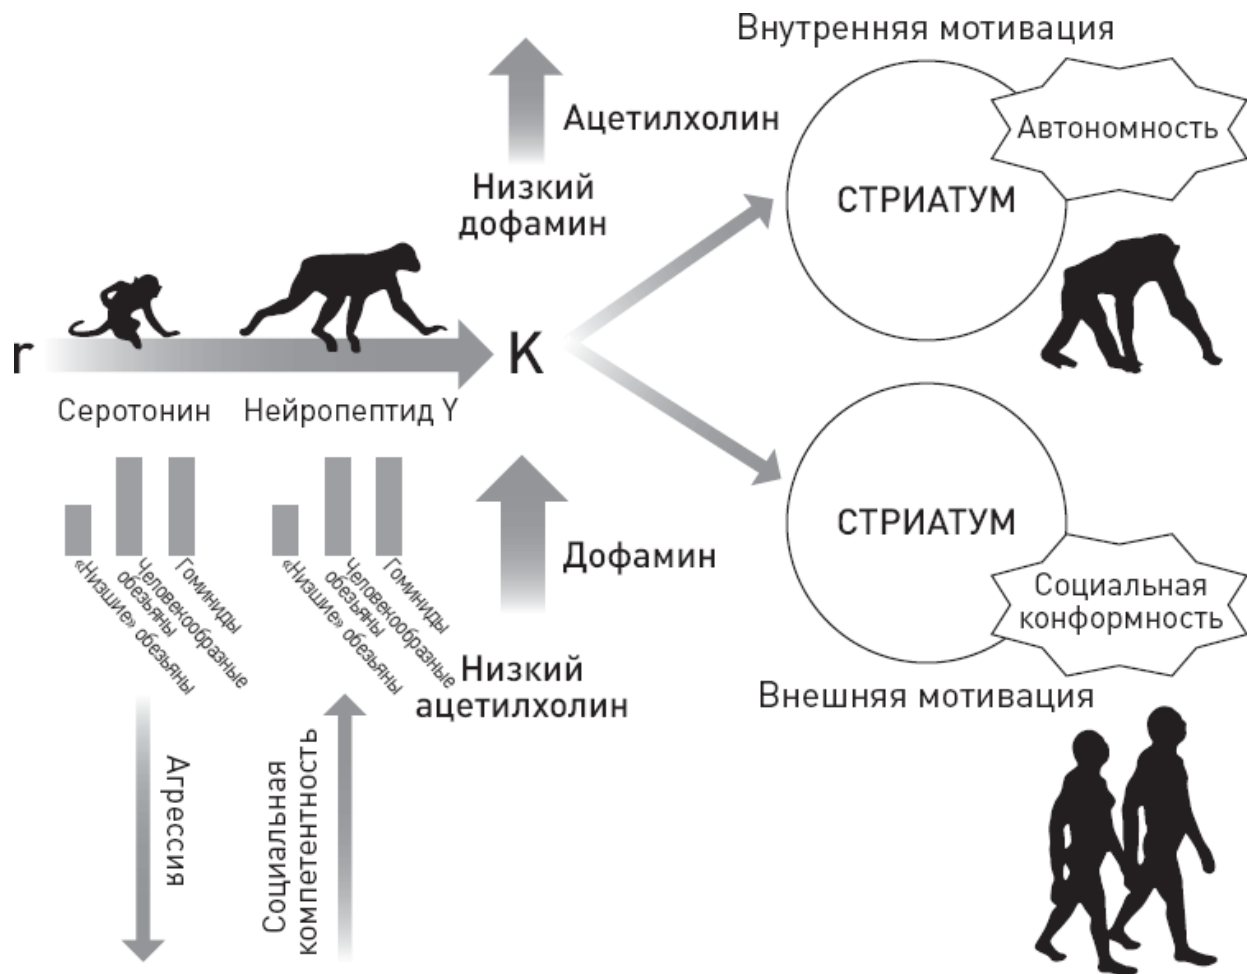 Внутренняя мотивация
Ацетилхолин
Автономность
Низкий
дофамин
СТРИАТУМ
r
K
Серотонин
Нейропептид Y
СТРИАТУМ
Дофамин
«Низшие» обезьяны
Человекообразные
обезьяны
Гоминиды
«Низшие» обезьяны
Человекообразные
обезьяны
Гоминиды
Социальная
конформность
Низкий
ацетилхолин
Внешняя мотивация
Агрессия
Социальная
компетентность